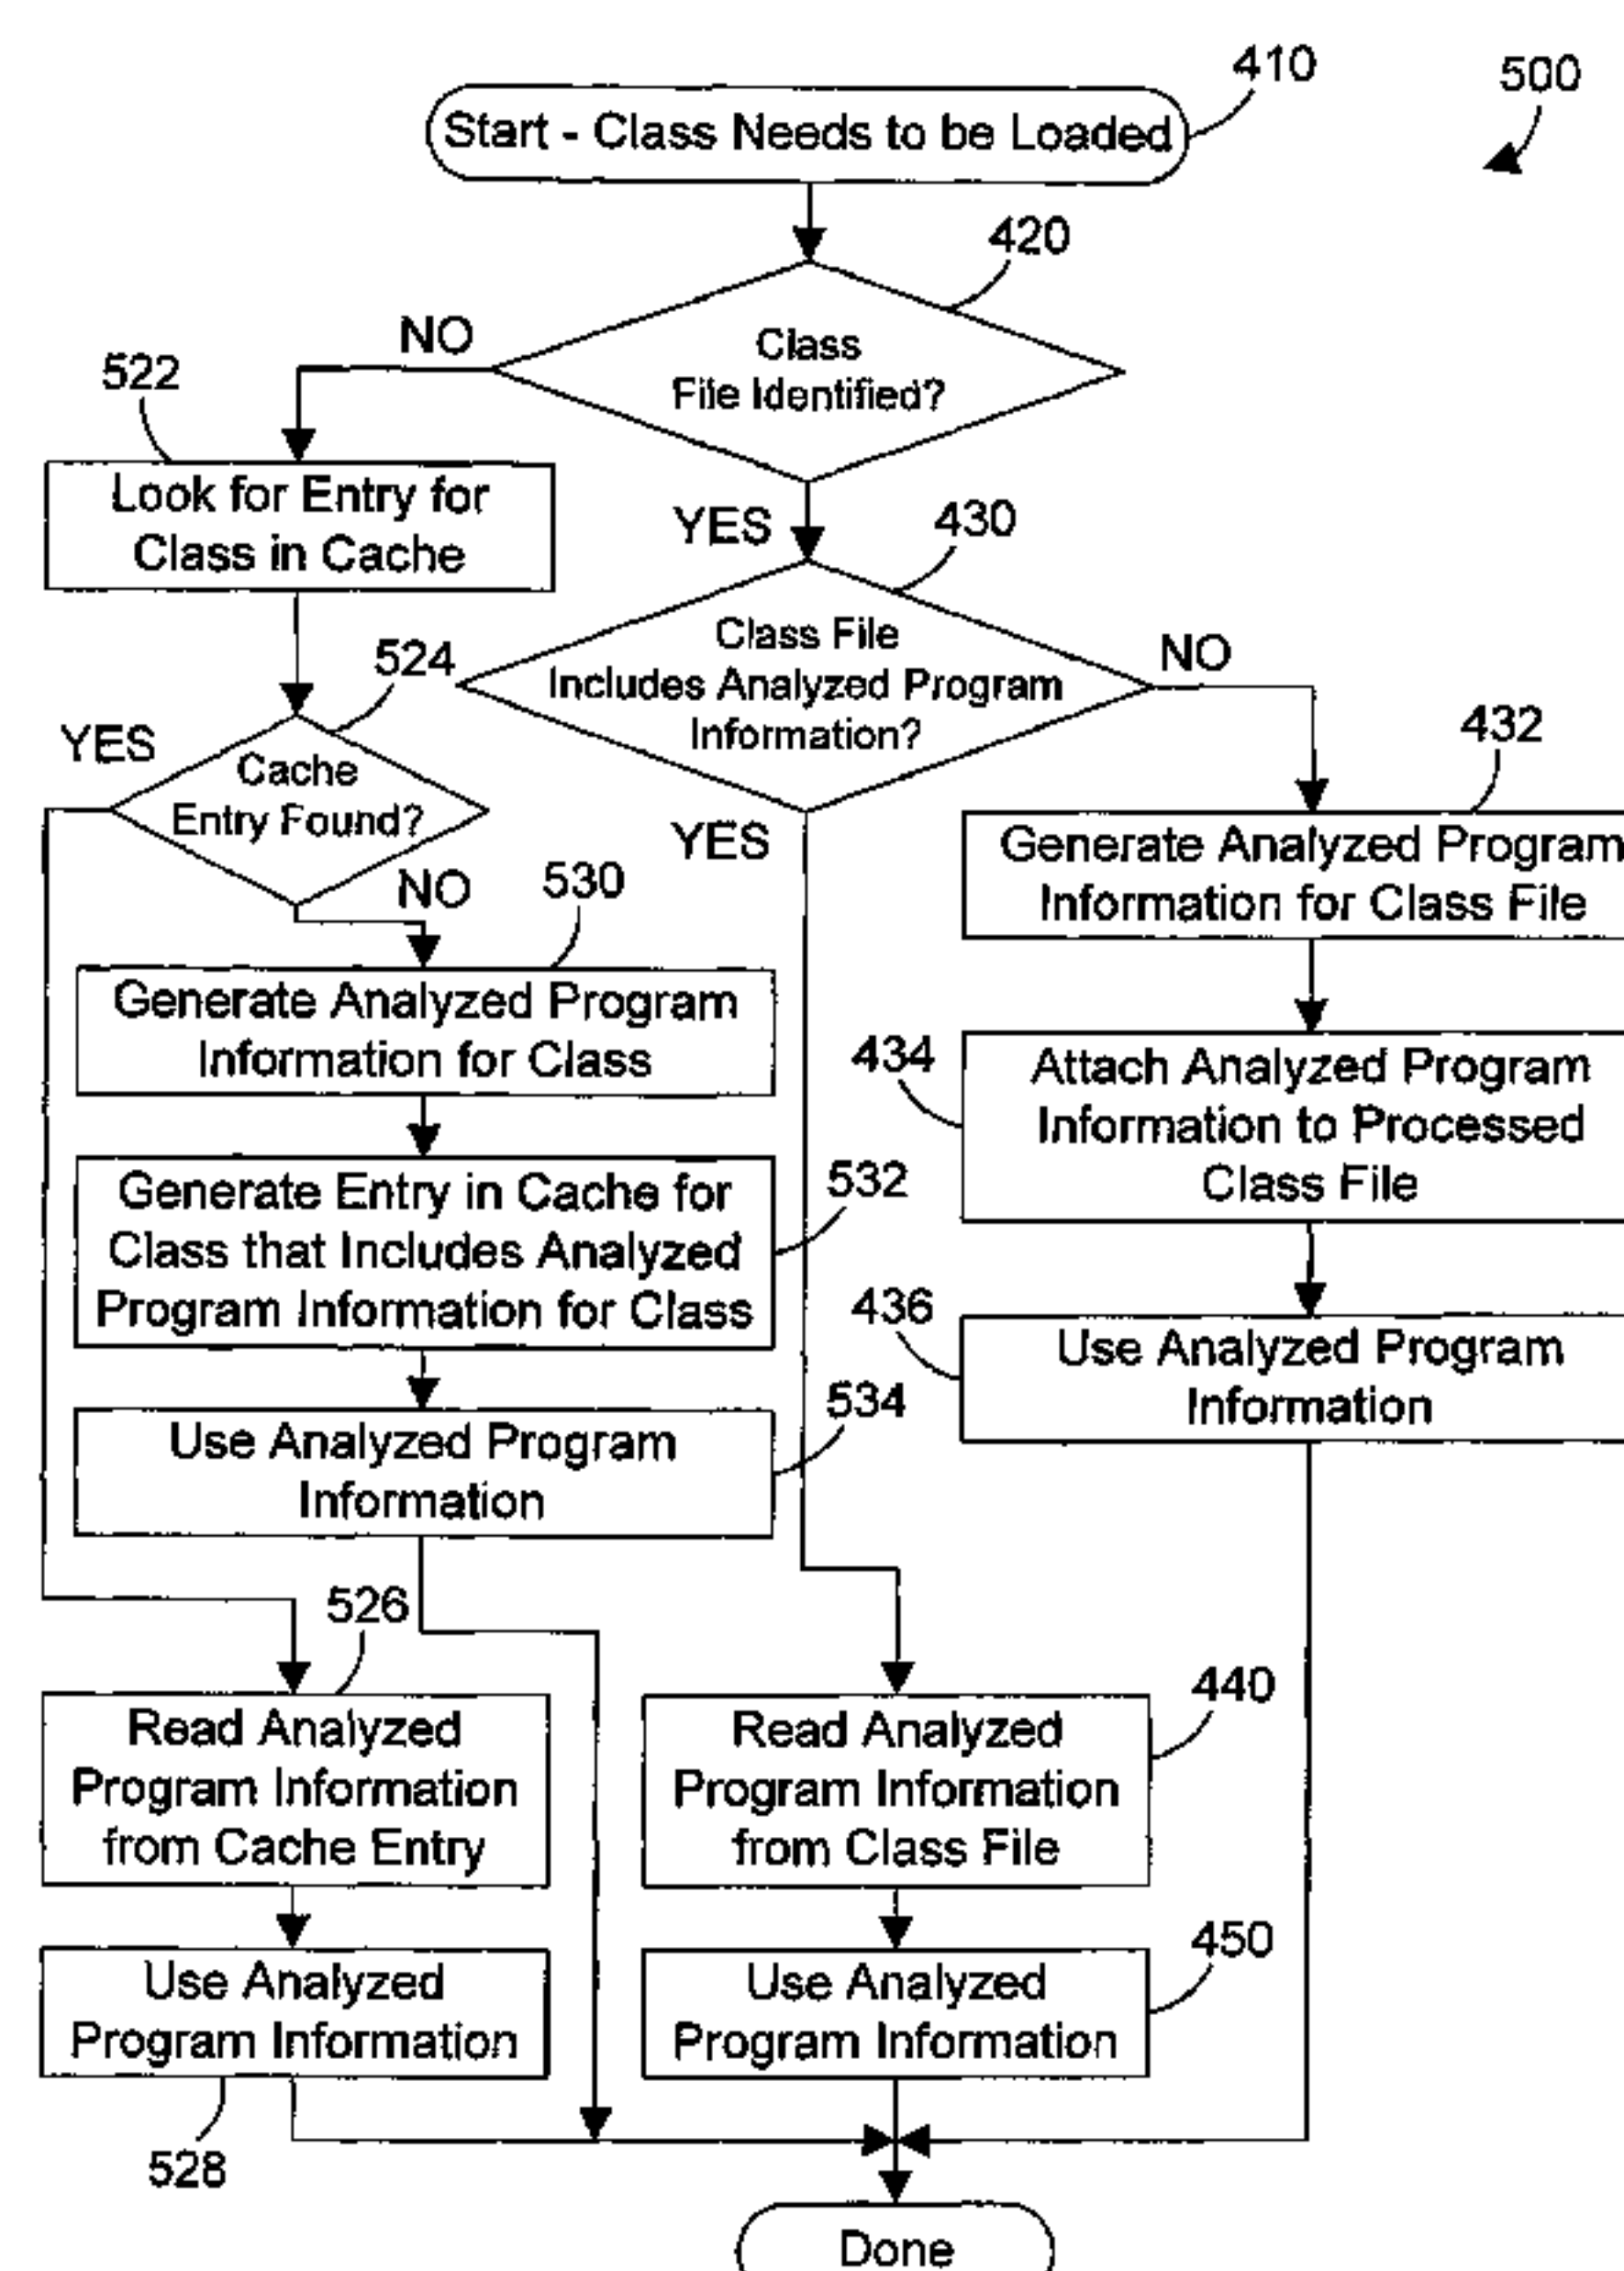 410
500
Start - Class Needs to be Loaded
420
NO
Class
File Identified?
522
Look for Entry for
Class in Cache
YES
430
Class File
Includes Analyzed Program
Information?
NO
524
YES
Cache
Entry Found?
432
YES
Generate Analyzed Program
Information for Class File
NO
530
Generate Analyzed Program
Information for Class
434
Attach Analyzed Program
Information to Processed
Class File
Generate Entry in Cache for
Class that Includes Analyzed
Program Information for Class
532
436
Use Analyzed Program
Information
534
Use Analyzed Program
Information
526
Read Analyzed
Program Information
from Cache Entry
440
Read Analyzed
Program Information
from Class File
Use Analyzed
Program Information
450
Use Analyzed
Program Information
528
Done